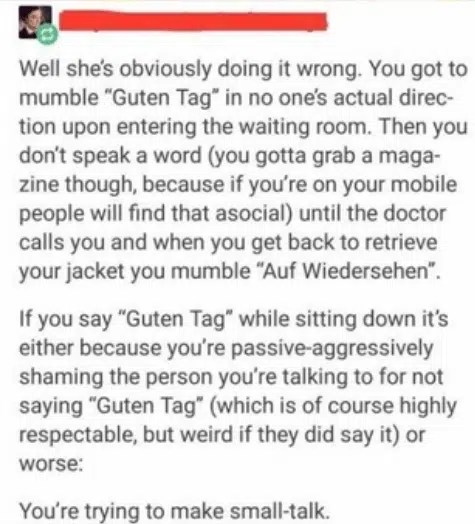 Well she's obviously doing it wrong. You got to
mumble "Guten Tag" in no one's actual direc-
tion upon entering the waiting room. Then you
don't speak a word (you gotta grab a maga-
zine though, because if you're on your mobile
people will find that asocial) until the doctor
calls you and when you get back to retrieve
your jacket you mumble "Auf Wiedersehen".
If you say "Guten Tag" while sitting down it's
either because you're passive-aggressively
shaming the person you're talking to for not
saying "Guten Tag" (which is of course highly
respectable, but weird if they did say it) or
worse:
You're trying to make small-talk.